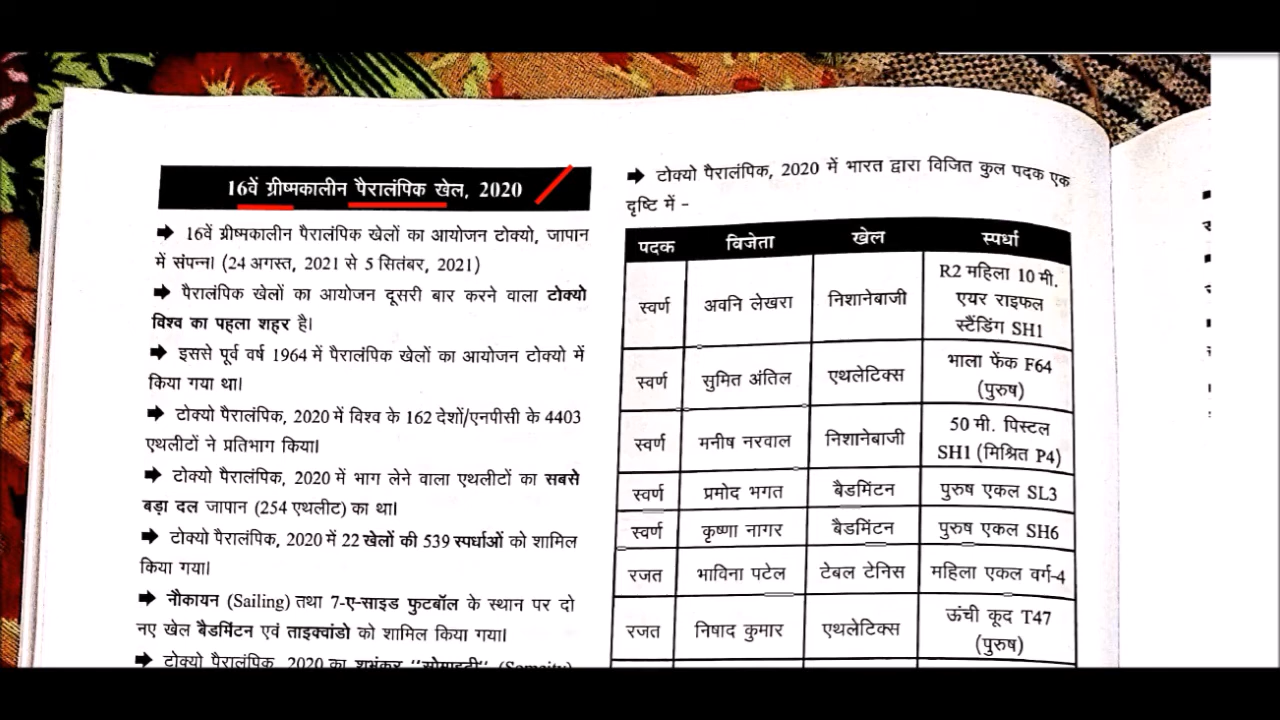 16वें ग्रीष्मकालीन पैरालंपिक खेल, 2020
➡ 16वें ग्रीष्मकालीन पैरालंपिक खेलों का आयोजन टोक्यो, जापान
में संपन्न। (24 अगस्त, 2021 से 5 सितंबर, 2021)
➡ पैरालंपिक खेलों का आयोजन दूसरी बार करने वाला टोक्यो
विश्व का पहला शहर है।
➡ इससे पूर्व वर्ष 1964 में पैरालंपिक खेलों का आयोजन टोक्यो में
किया गया था।
➡ टोक्यो पैरालंपिक, 2020 में विश्व के 162 देशों/एनपीसी के 4403
एथलीटों ने प्रतिभाग किया।
➡ टोक्यो पैरालंपिक, 2020 में भाग लेने वाला एथलीटों का सबसे
बड़ा दल जापान (254 एथलीट) का था।
➡ टोक्यो पैरालंपिक, 2020 में 22 खेलों की 539 स्पर्धाओं को शामिल
किया गया।
➡ नौकायन (Sailing) तथा 7-ए-साइड फुटबॉल के स्थान पर दो
नए खेल बैडमिंटन एवं ताइक्वांडो को शामिल किया गया।
➡ टोक्यो पैरालंपिक, 2020 का शुभंकर "सोमाइटी" (Someity)
➡ टोक्यो पैरालंपिक, 2020 में भारत द्वारा विजित कुल पदक एक
दृष्टि में -
पदक विजेता खेल स्पर्धा
स्वर्ण अवनि लेखरा निशानेबाजी R2 महिला 10 मी.
एयर राइफल
स्टैंडिंग SH1
स्वर्ण सुमित अंतिल एथलेटिक्स भाला फेंक F64
(पुरुष)
स्वर्ण मनीष नरवाल निशानेबाजी 50 मी. पिस्टल
SH1 (मिश्रित P4)
स्वर्ण प्रमोद भगत बैडमिंटन पुरुष एकल SL3
स्वर्ण कृष्णा नागर बैडमिंटन पुरुष एकल SH6
रजत भाविना पटेल टेबल टेनिस महिला एकल वर्ग-4
रजत निषाद कुमार एथलेटिक्स ऊंची कूद T47
(पुरुष)